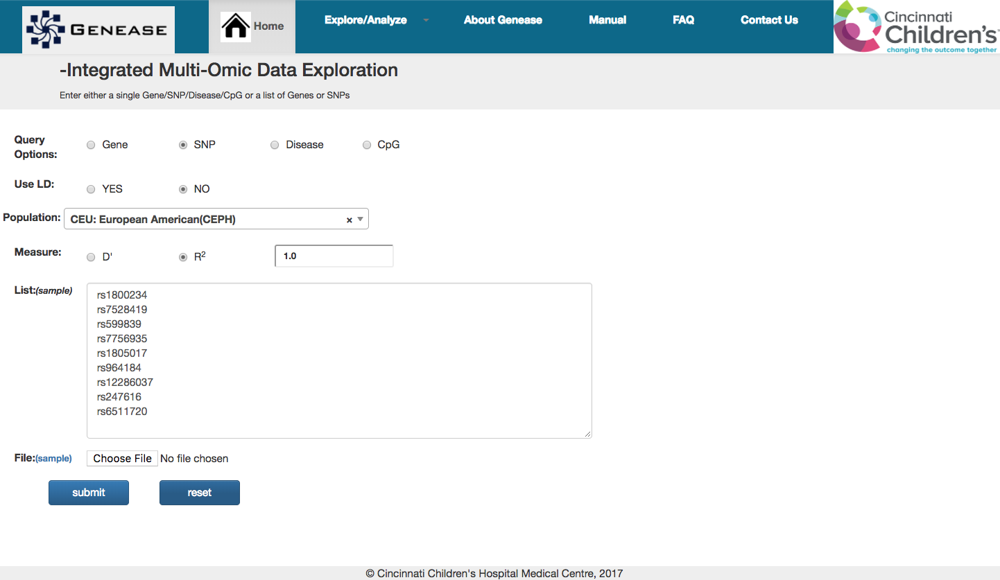 GENEASE
Home
Explore/Analyze
About Genease
Manual
FAQ
Contact Us
Cincinnati
Children's
changing the outcome together
-Integrated Multi-Omic Data Exploration
Enter either a single Gene/SNP/Disease/CpG or a list of Genes or SNPs
Query
Options:
Gene SNP Disease CpG
Use LD: YES NO
Population: CEU: European American(CEPH) ×
Measure: D' R² 1.0
List:(sample)
rs1800234
rs7528419
rs599839
rs7756935
rs1805017
rs964184
rs12286037
rs247616
rs6511720
File:(sample) Choose File No file chosen
submit reset
© Cincinnati Children's Hospital Medical Centre, 2017